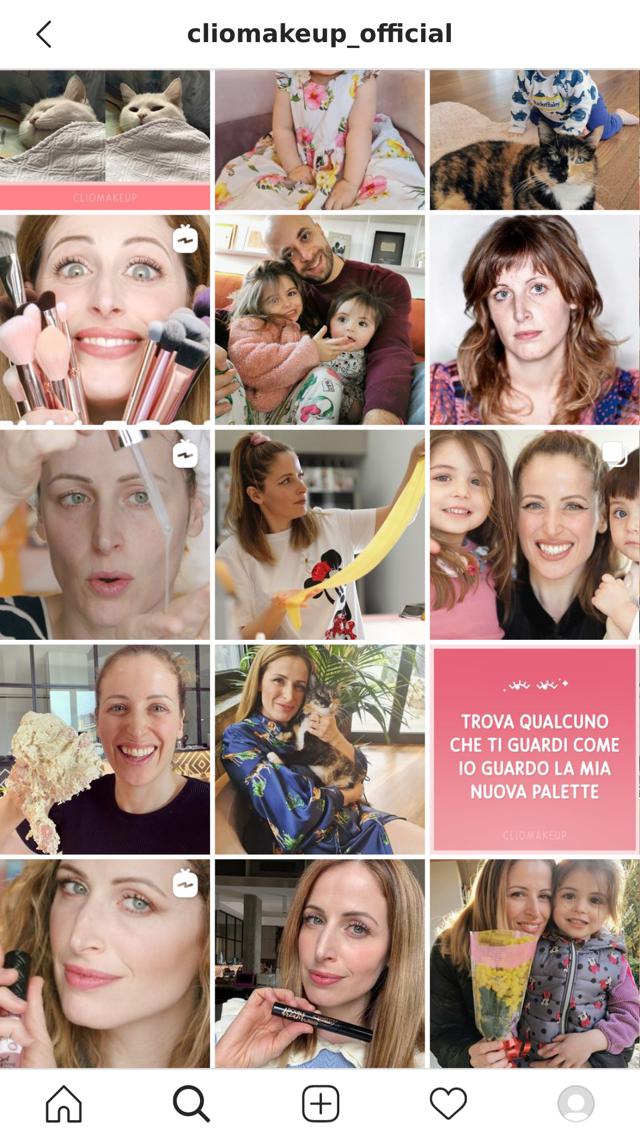 cliomakeup_official
CLIOMAKEUP
TROVA QUALCUNO
CHE TI GUARDI COME
IO GUARDO LA MIA
NUOVA PALETTE
CLIOMAKEUP